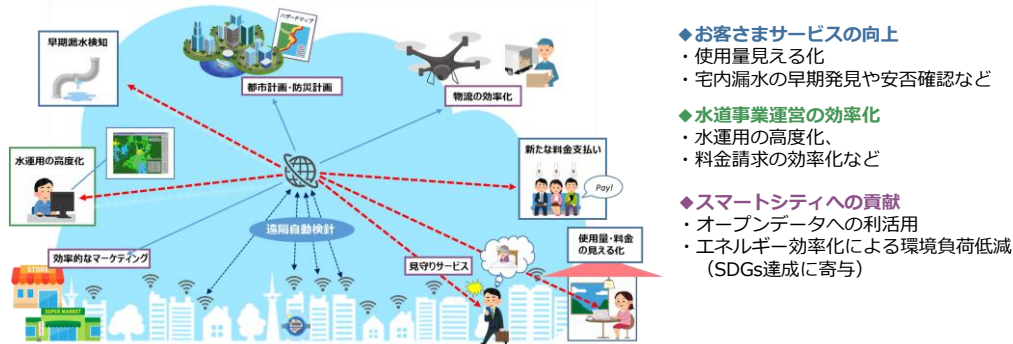 早期漏水検知
ハザードマップ
都市計画・防災計画
物流の効率化
水運用の高度化
新たな料金支払い
Pay!
遠隔自動検針
効率的なマーケティング
見守りサービス
使用量・料金
の見える化
STORE
SUPER MARKET
◆お客さまサービスの向上
・使用量見える化
・宅内漏水の早期発見や安否確認など
◆水道事業運営の効率化
・水運用の高度化、
・料金請求の効率化など
◆スマートシティへの貢献
・オープンデータへの利活用
・エネルギー効率化による環境負荷低減
（SDGs達成に寄与）